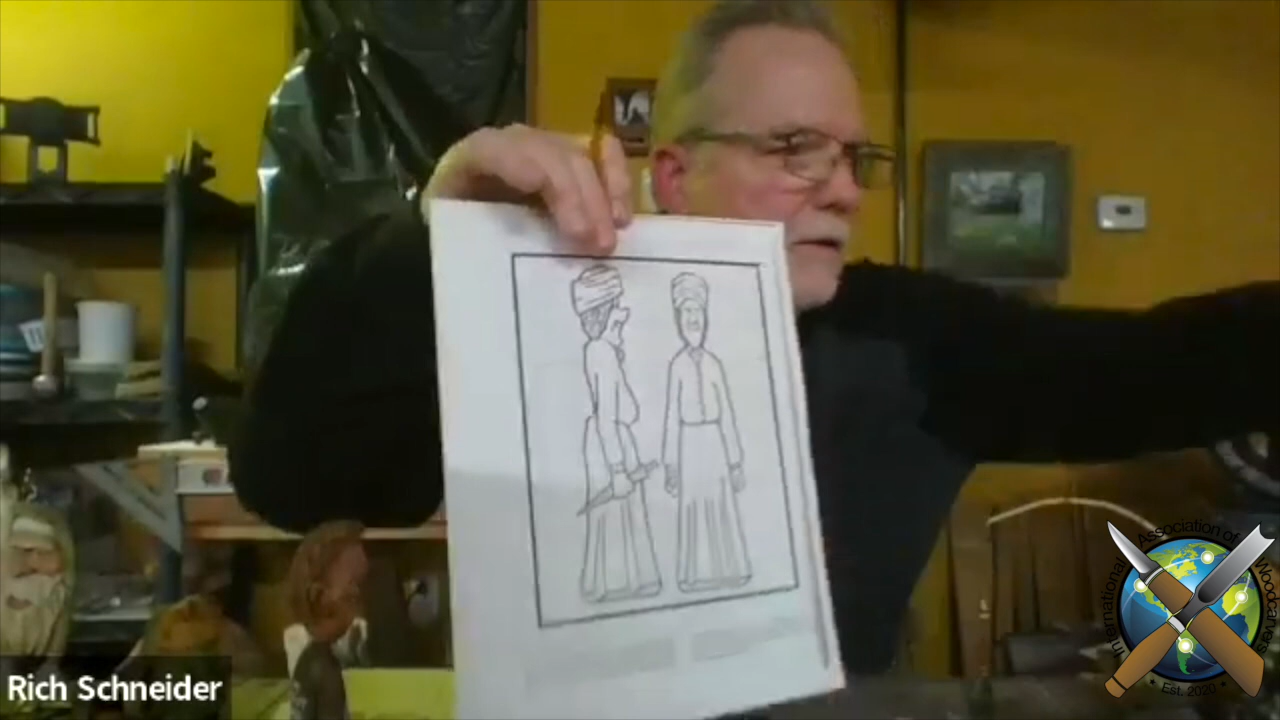 Rich Schneider
International Association of Woodcarvers
• Est. 2020 •